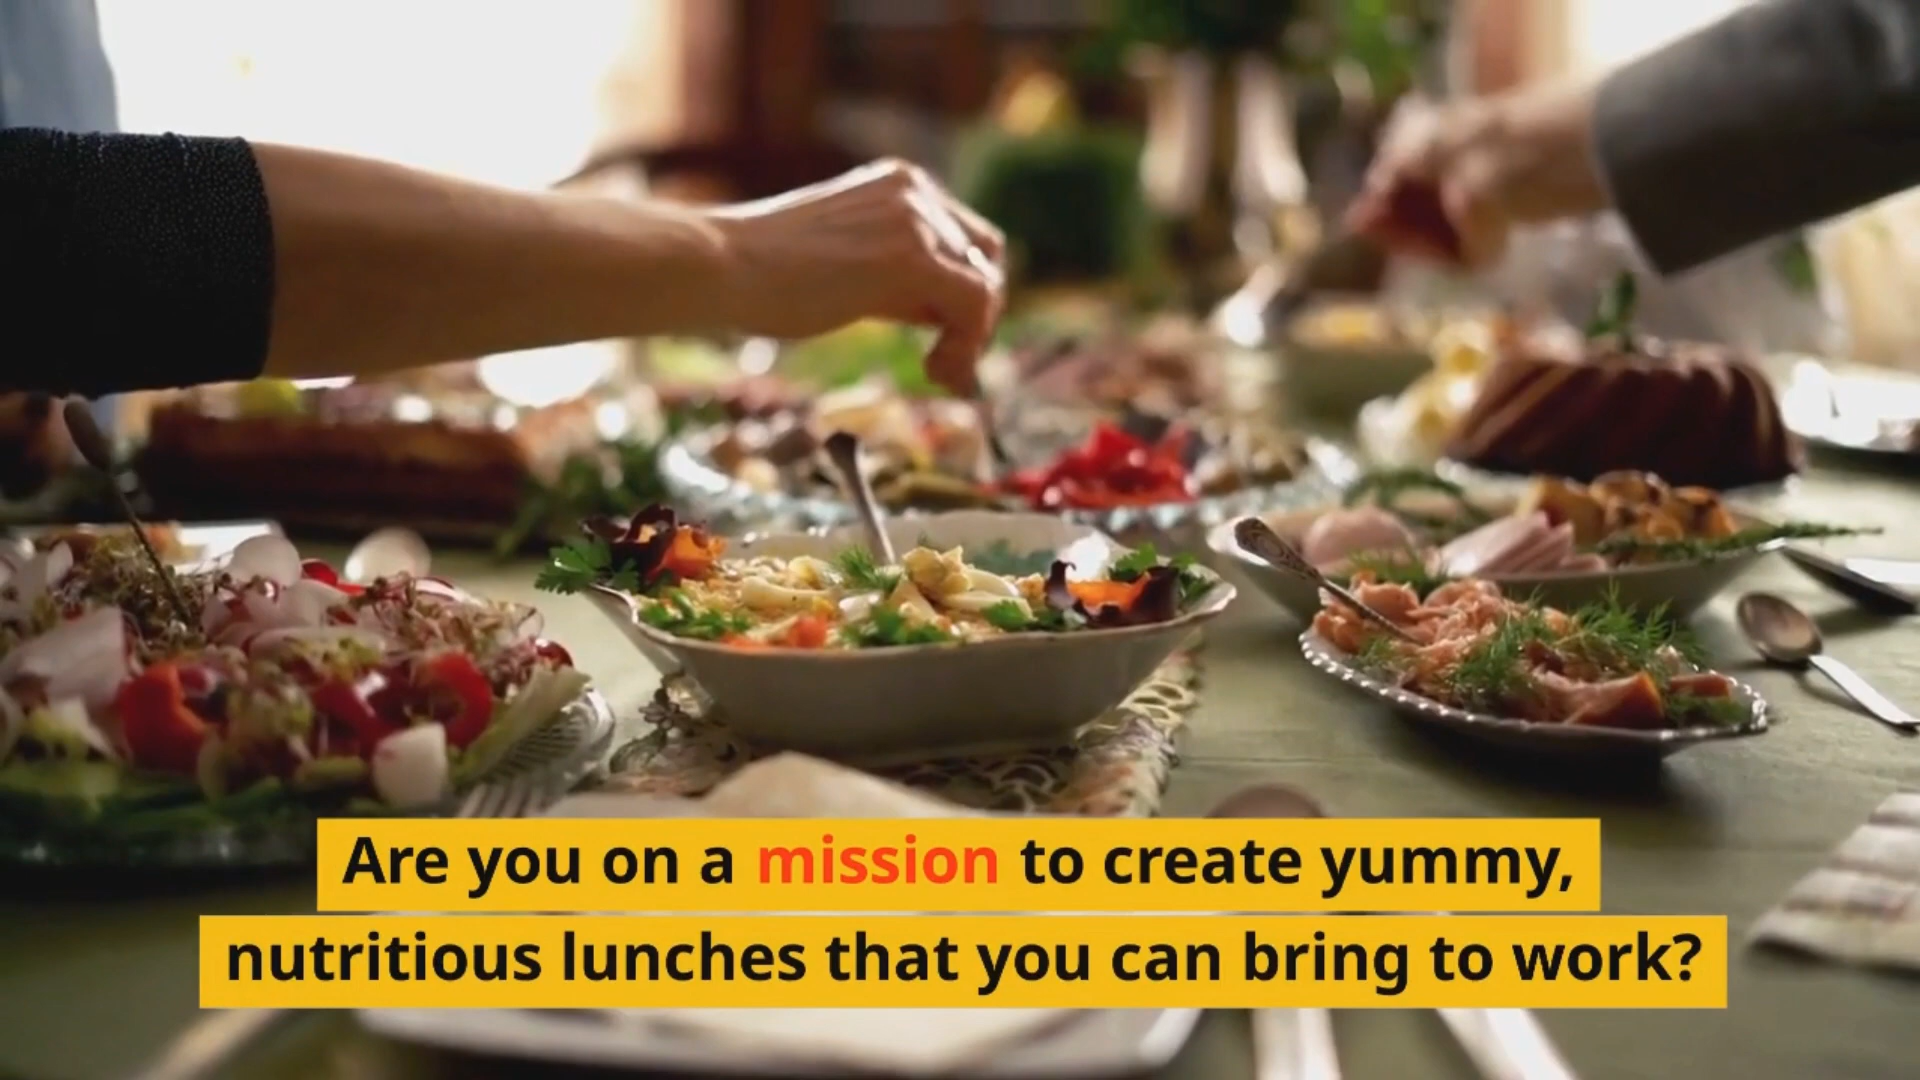 Are you on a mission to create yummy,
nutritious lunches that you can bring to work?